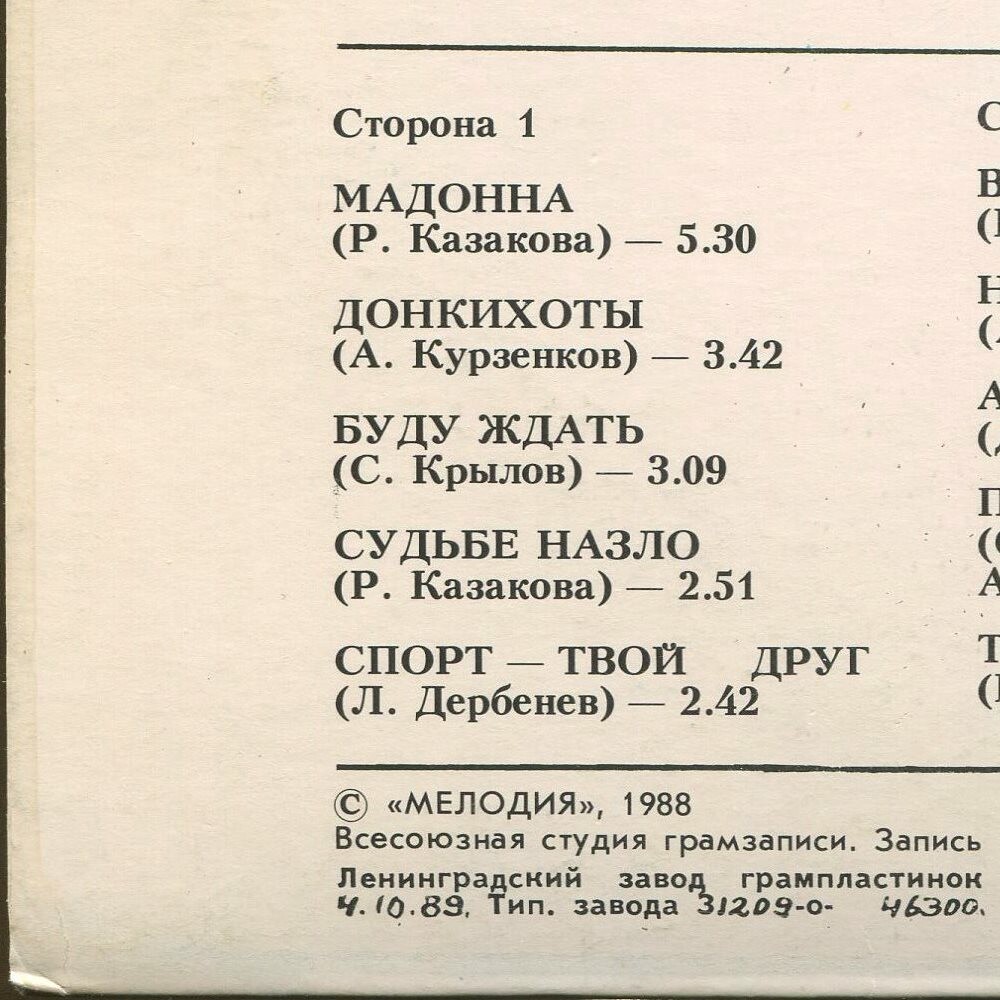 Сторона 1
МАДОННА
(Р. Казакова) — 5.30
ДОНКИХОТЫ
(А. Курзенков) — 3.42
БУДУ ЖДАТЬ
(С. Крылов) — 3.09
СУДЬБЕ НАЗЛО
(Р. Казакова) — 2.51
СПОРТ — ТВОЙ ДРУГ
(Л. Дербенев) — 2.42
© «МЕЛОДИЯ», 1988
Всесоюзная студия грамзаписи. Запись
Ленинградский завод грампластинок
4.10.89. Тип. завода З1209-о- 46300.